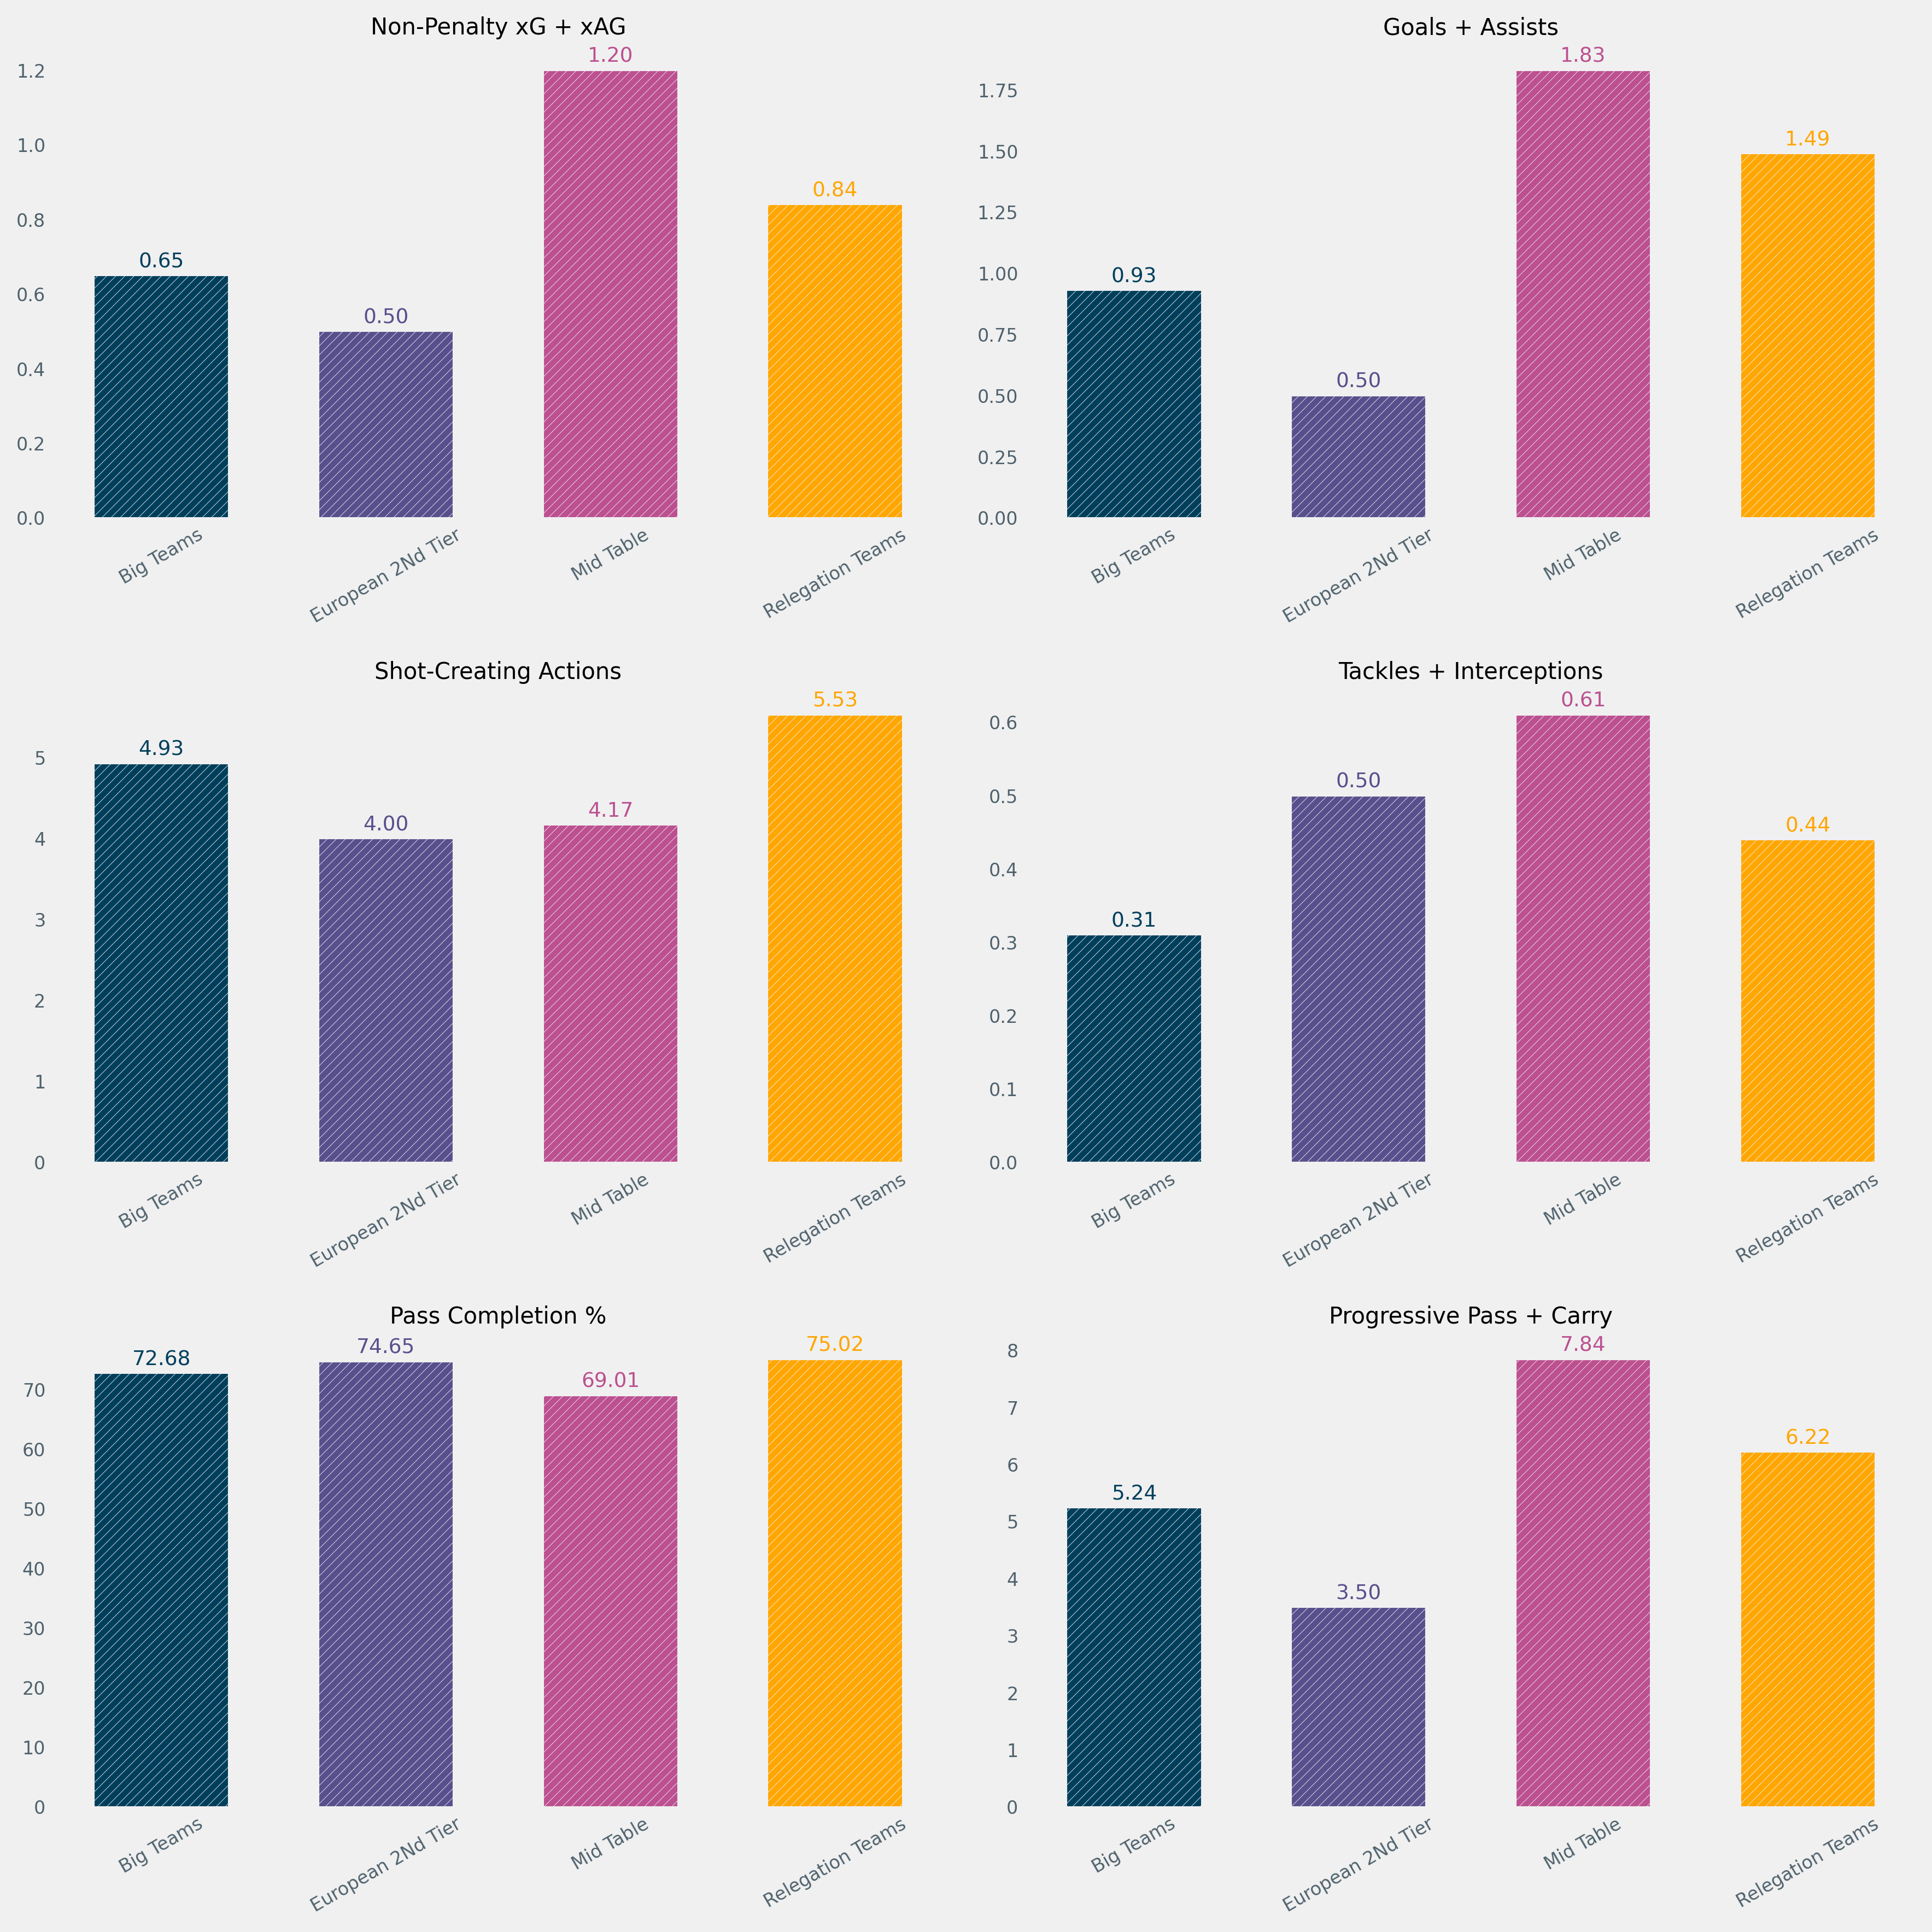 Non-Penalty xG + xAG
1.2
1.0
0.8
0.6
0.4
0.2
0.0
0.65
0.50
1.20
0.84
Big Teams
European 2Nd Tier
Mid Table
Relegation Teams
Goals + Assists
1.75
1.50
1.25
1.00
0.75
0.50
0.25
0.00
0.93
0.50
1.83
1.49
Big Teams
European 2Nd Tier
Mid Table
Relegation Teams
Shot-Creating Actions
5
4
3
2
1
0
4.93
4.00
4.17
5.53
Big Teams
European 2Nd Tier
Mid Table
Relegation Teams
Tackles + Interceptions
0.6
0.5
0.4
0.3
0.2
0.1
0.0
0.31
0.50
0.61
0.44
Big Teams
European 2Nd Tier
Mid Table
Relegation Teams
Pass Completion %
70
60
50
40
30
20
10
0
72.68
74.65
69.01
75.02
Big Teams
European 2Nd Tier
Mid Table
Relegation Teams
Progressive Pass + Carry
8
7
6
5
4
3
2
1
0
5.24
3.50
7.84
6.22
Big Teams
European 2Nd Tier
Mid Table
Relegation Teams